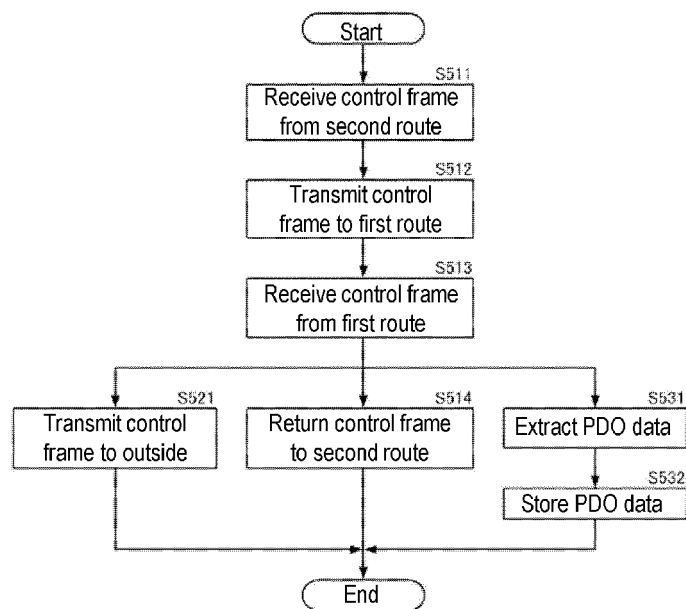 Start
S511
Receive control frame
from second route
S512
Transmit control
frame to first route
S513
Receive control frame
from first route
S521
Transmit control
frame to outside
S514
Return control frame
to second route
S531
Extract PDO data
S532
Store PDO data
End